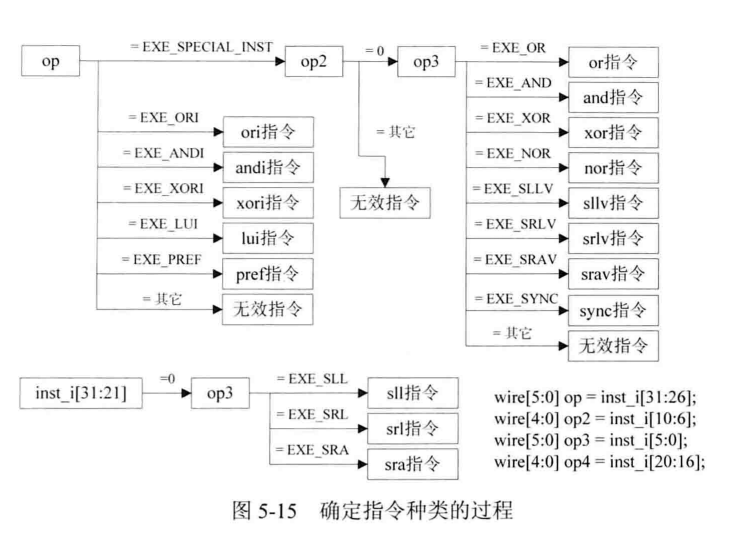 op
= EXE_SPECIAL_INST
op2
= 0
op3
= EXE_OR
or指令
= EXE_AND
and指令
= EXE_XOR
xor指令
= EXE_NOR
nor指令
= EXE_SLLV
sllv指令
= EXE_SRLV
srlv指令
= EXE_SRAV
srav指令
= EXE_SYNC
sync指令
= 其它
无效指令
= 其它
无效指令
= EXE_ORI
ori指令
= EXE_ANDI
andi指令
= EXE_XORI
xori指令
= EXE_LUI
lui指令
= EXE_PREF
pref指令
= 其它
无效指令
inst_i[31:21]
=0
op3
= EXE_SLL
sll指令
= EXE_SRL
srl指令
= EXE_SRA
sra指令
wire[5:0] op = inst_i[31:26];
wire[4:0] op2 = inst_i[10:6];
wire[5:0] op3 = inst_i[5:0];
wire[4:0] op4 = inst_i[20:16];
图 5-15 确定指令种类的过程